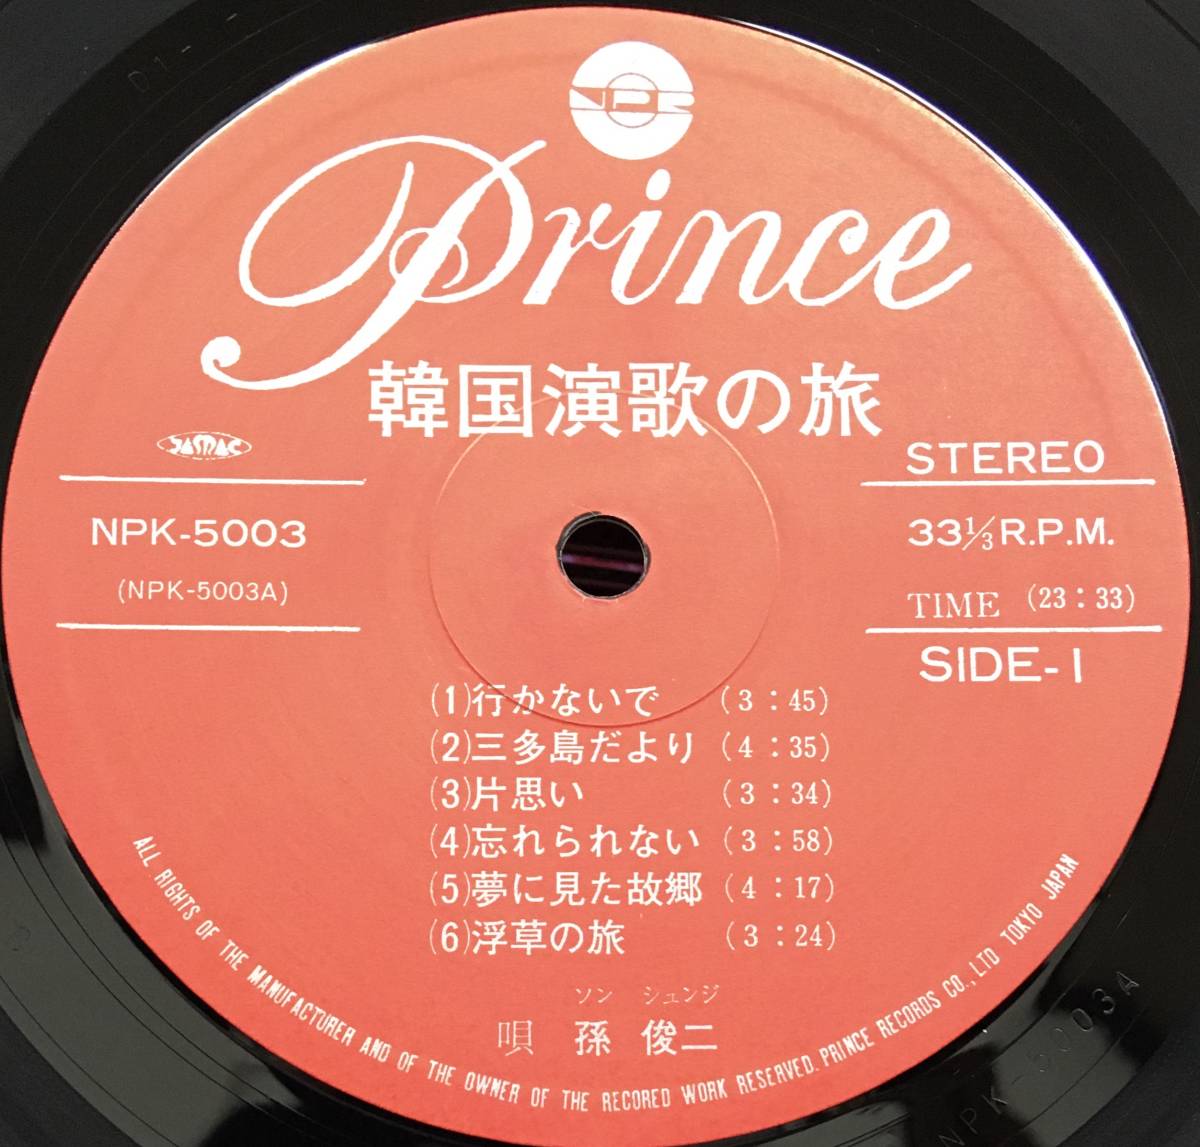 NPR
Prince
韓国演歌の旅
JASRAC
NPK-5003
(NPK-5003A)
STEREO
33⅓ R.P.M.
TIME (23:33)
SIDE-1
(1)行かないで (3:45)
(2)三多島だより (4:35)
(3)片思い (3:34)
(4)忘れられない (3:58)
(5)夢に見た故郷 (4:17)
(6)浮草の旅 (3:24)
ソン シュンジ
唄 孫 俊二
ALL RIGHTS OF THE MANUFACTURER AND OF THE OWNER OF THE RECORED WORK RESERVED. PRINCE RECORDS CO., LTD TOKYO JAPAN
NPK-5003A